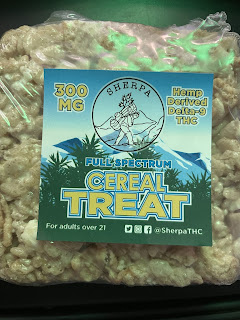 SHERPA
300
MG
Hemp
Derived
Delta-9
THC
FULL SPECTRUM
CEREAL
TREAT
For adults over 21
@SherpaTHC